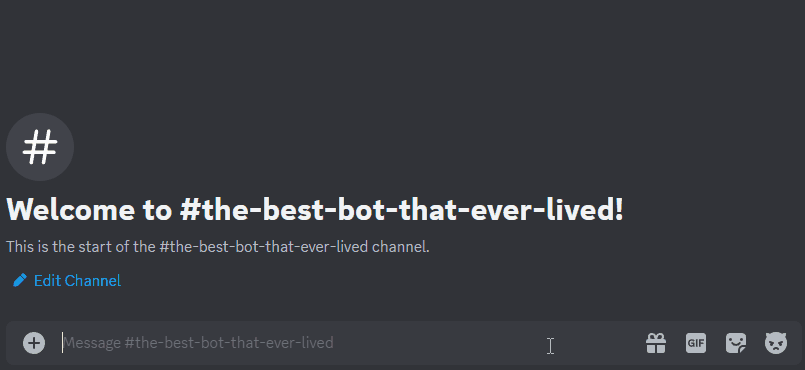 #
Welcome to #the-best-bot-that-ever-lived!
This is the start of the #the-best-bot-that-ever-lived channel.
Edit Channel
Message #the-best-bot-that-ever-lived
GIF